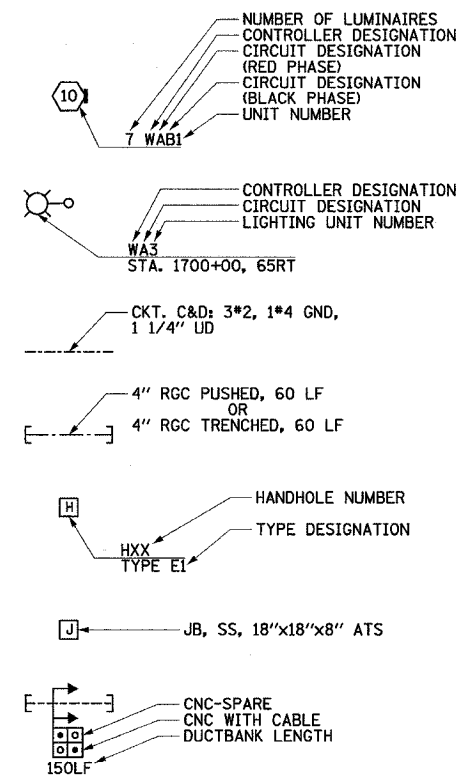 NUMBER OF LUMINAIRES
CONTROLLER DESIGNATION
CIRCUIT DESIGNATION
(RED PHASE)
CIRCUIT DESIGNATION
(BLACK PHASE)
UNIT NUMBER
10
7 WAB1
CONTROLLER DESIGNATION
CIRCUIT DESIGNATION
LIGHTING UNIT NUMBER
WA3
STA. 1700+00, 65RT
CKT. C&D: 3#2, 1#4 GND,
1 1/4" UD
4" RGC PUSHED, 60 LF
OR
4" RGC TRENCHED, 60 LF
H
HANDHOLE NUMBER
TYPE DESIGNATION
HXX
TYPE E1
J
JB, SS, 18"x18"x8" ATS
CNC-SPARE
CNC WITH CABLE
DUCTBANK LENGTH
150LF